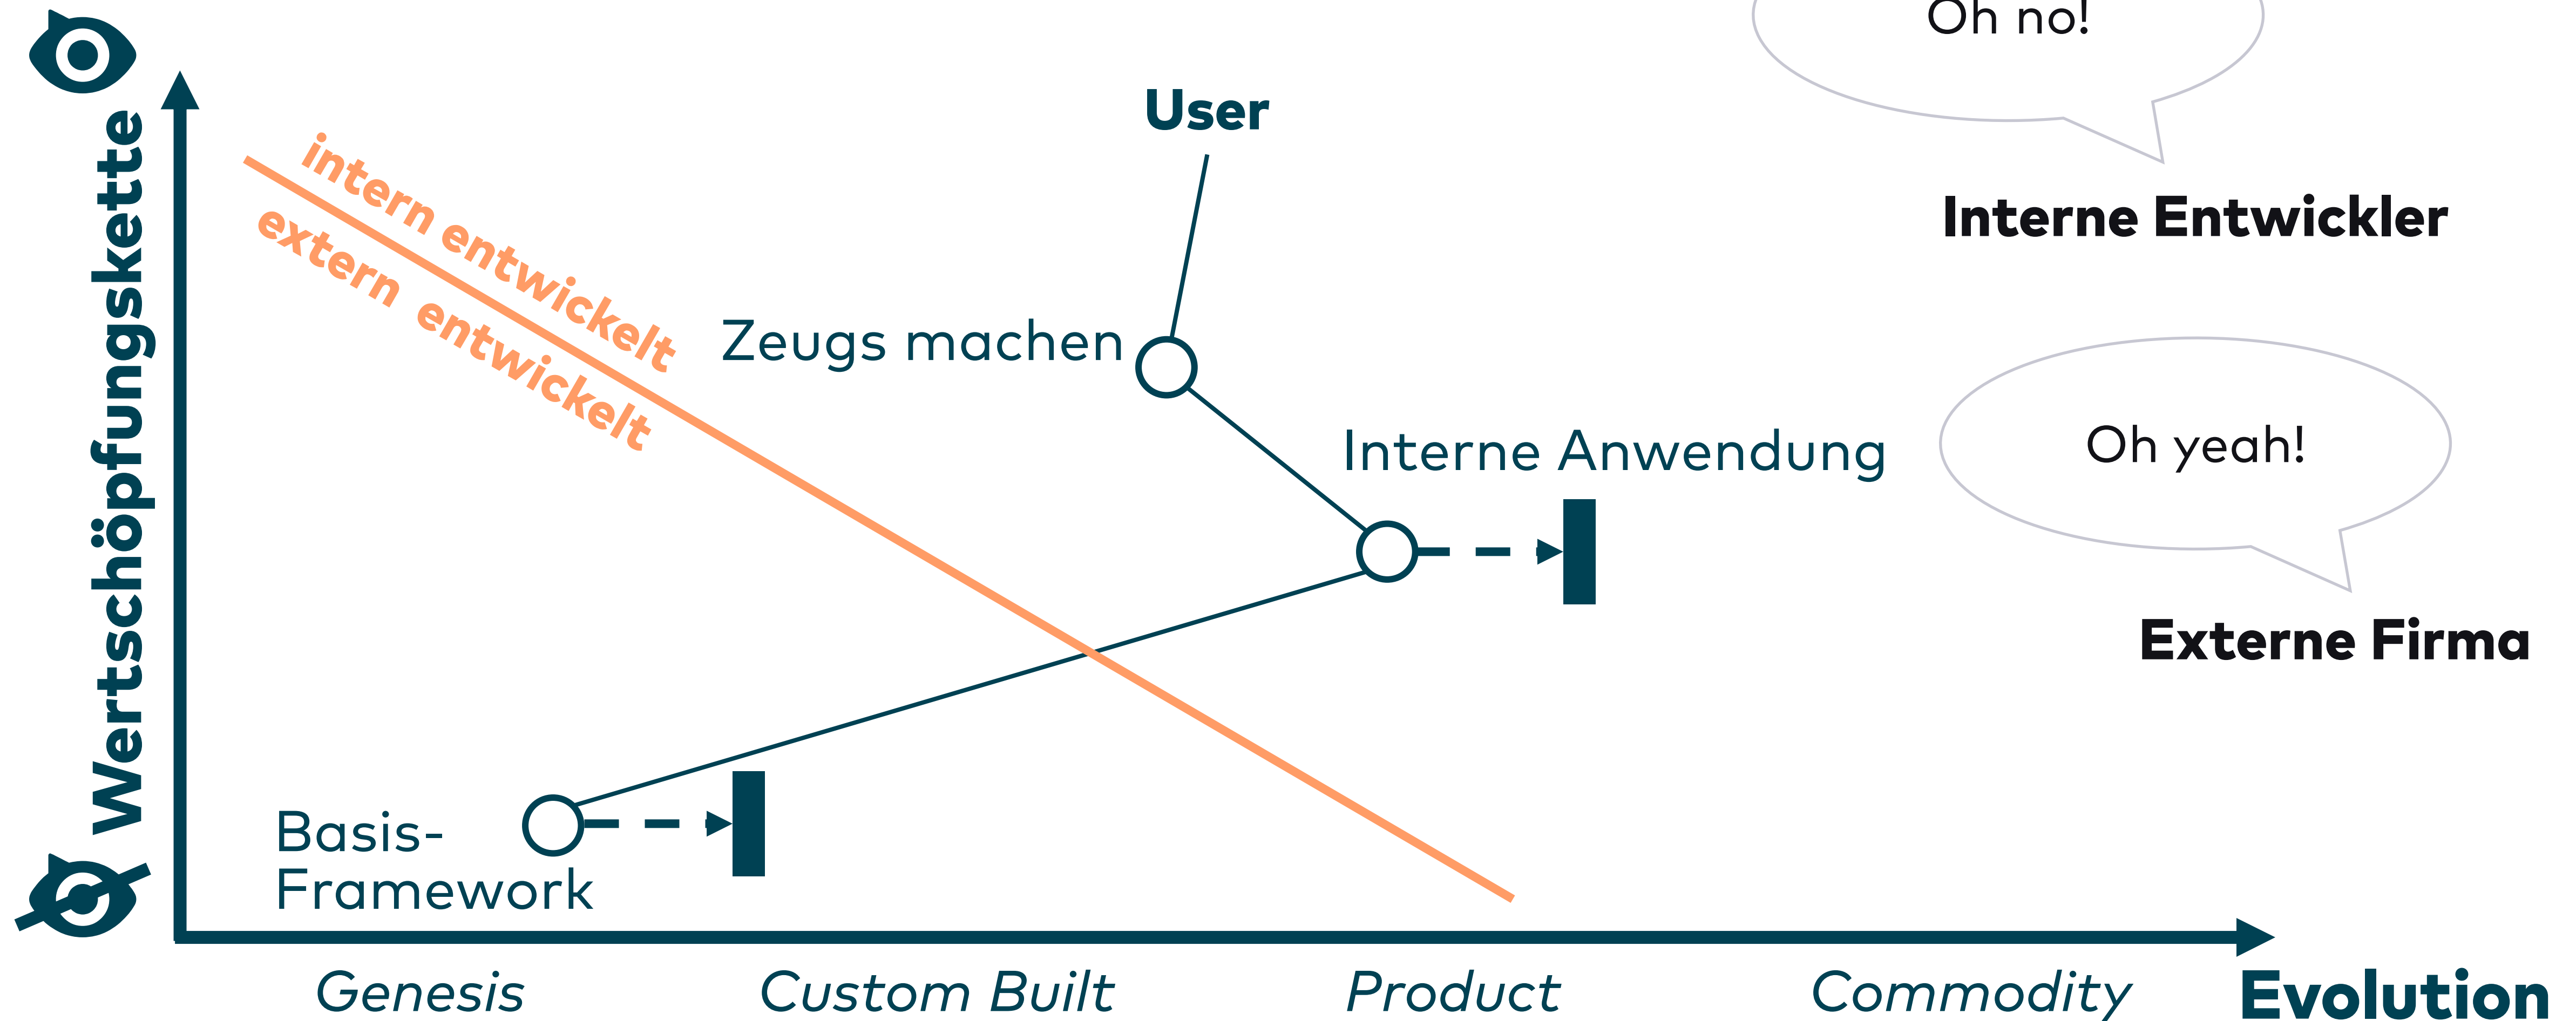 Oh no!
User
Interne Entwickler
intern entwickelt
extern entwickelt
Zeugs machen
Interne Anwendung
Oh yeah!
Externe Firma
Wertschöpfungskette
Basis-
Framework
Genesis
Custom Built
Product
Commodity
Evolution